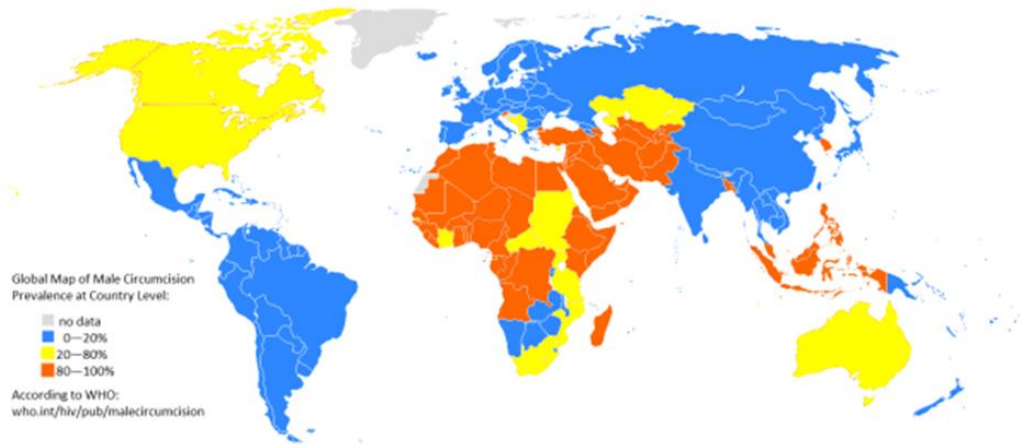 Global Map of Male Circumcision
Prevalence at Country Level:
no data
0—20%
20—80%
80—100%
According to WHO:
who.int/hiv/pub/malecircumcision